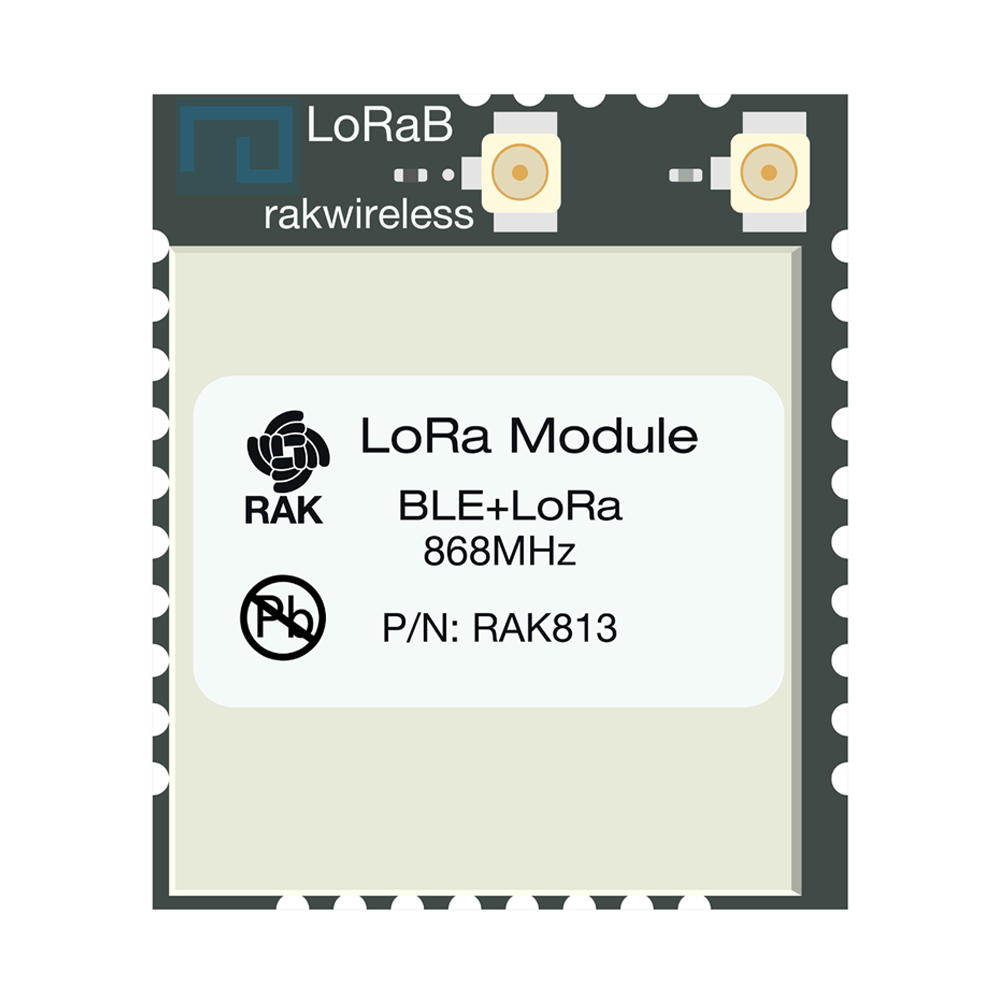 LoRaB
rakwireless
LoRa Module
BLE+LoRa
868MHz
RAK
Pb
P/N: RAK813